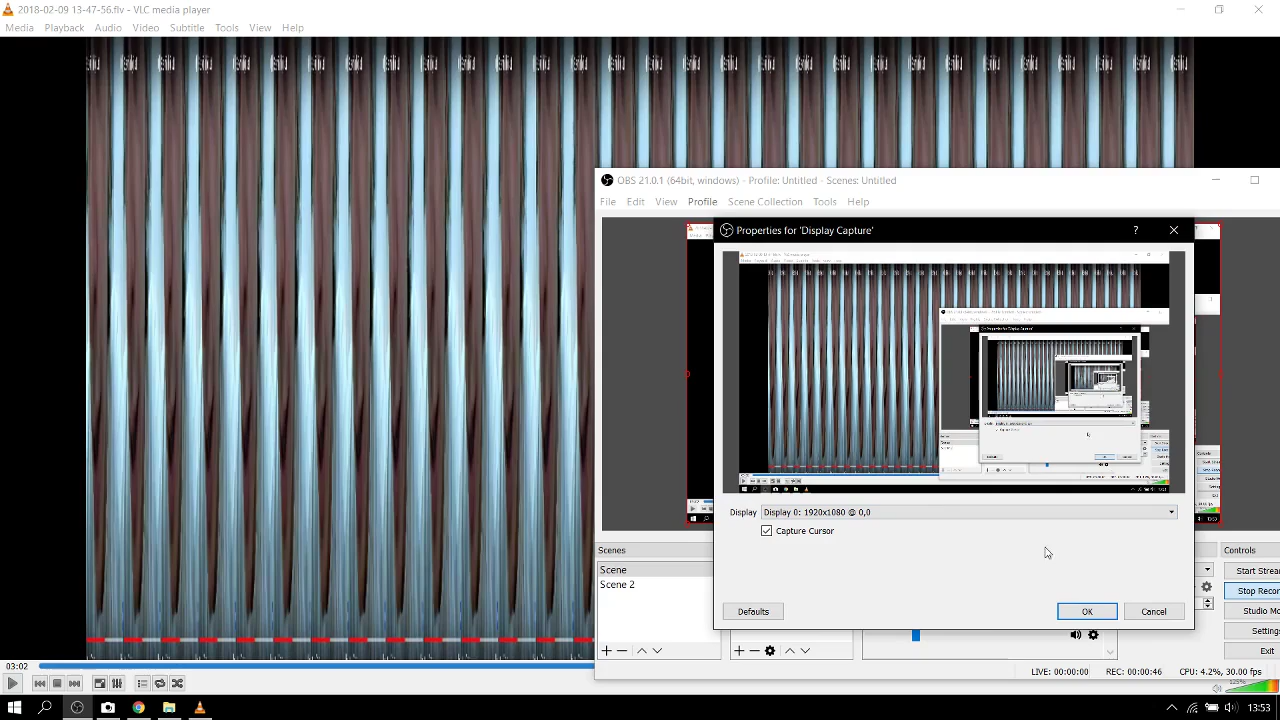 2018-02-09 13-47-56.flv - VLC media player
Media Playback Audio Video Subtitle Tools View Help
OBS 21.0.1 (64bit, windows) - Profile: Untitled - Scenes: Untitled
File Edit View Profile Scene Collection Tools Help
Properties for 'Display Capture'
?
Display Display 0: 1920x1080 @ 0,0
Capture Cursor
Defaults OK Cancel
Scenes
Scene
Scene 2
Controls
Start Strea
Stop Recor
Studio Mo
Setting
Exit
LIVE: 00:00:00 REC: 00:00:46 CPU: 4.2%, 30.00 fps
03:02
125%
13:53